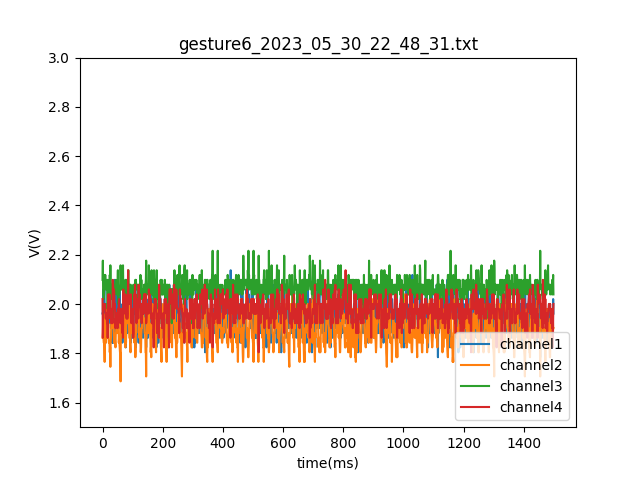 gesture6_2023_05_30_22_48_31.txt
3.0
2.8
2.6
2.4
2.2
2.0
1.8
1.6
V(V)
channel1
channel2
channel3
channel4
0 200 400 600 800 1000 1200 1400
time(ms)